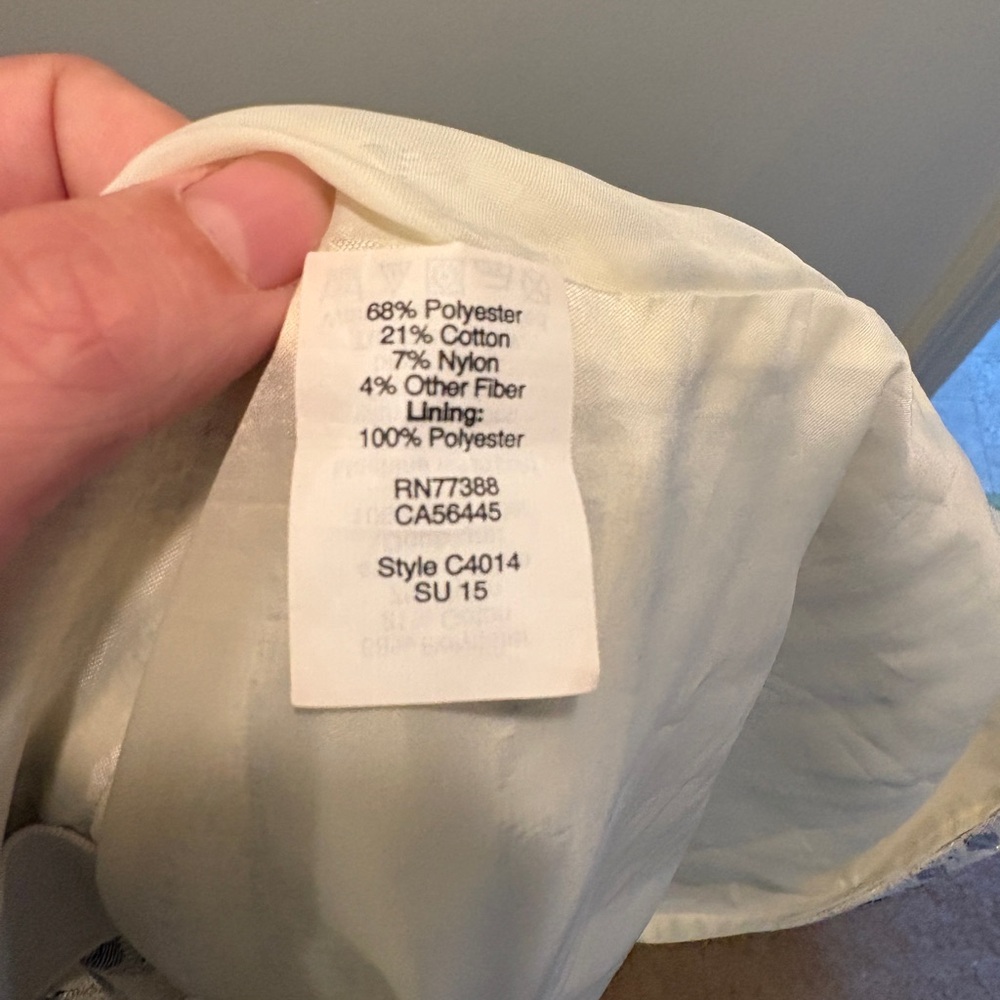 68% Polyester
21% Cotton
7% Nylon
4% Other Fiber
Lining:
100% Polyester
RN77388
CA56445
Style C4014
SU 15